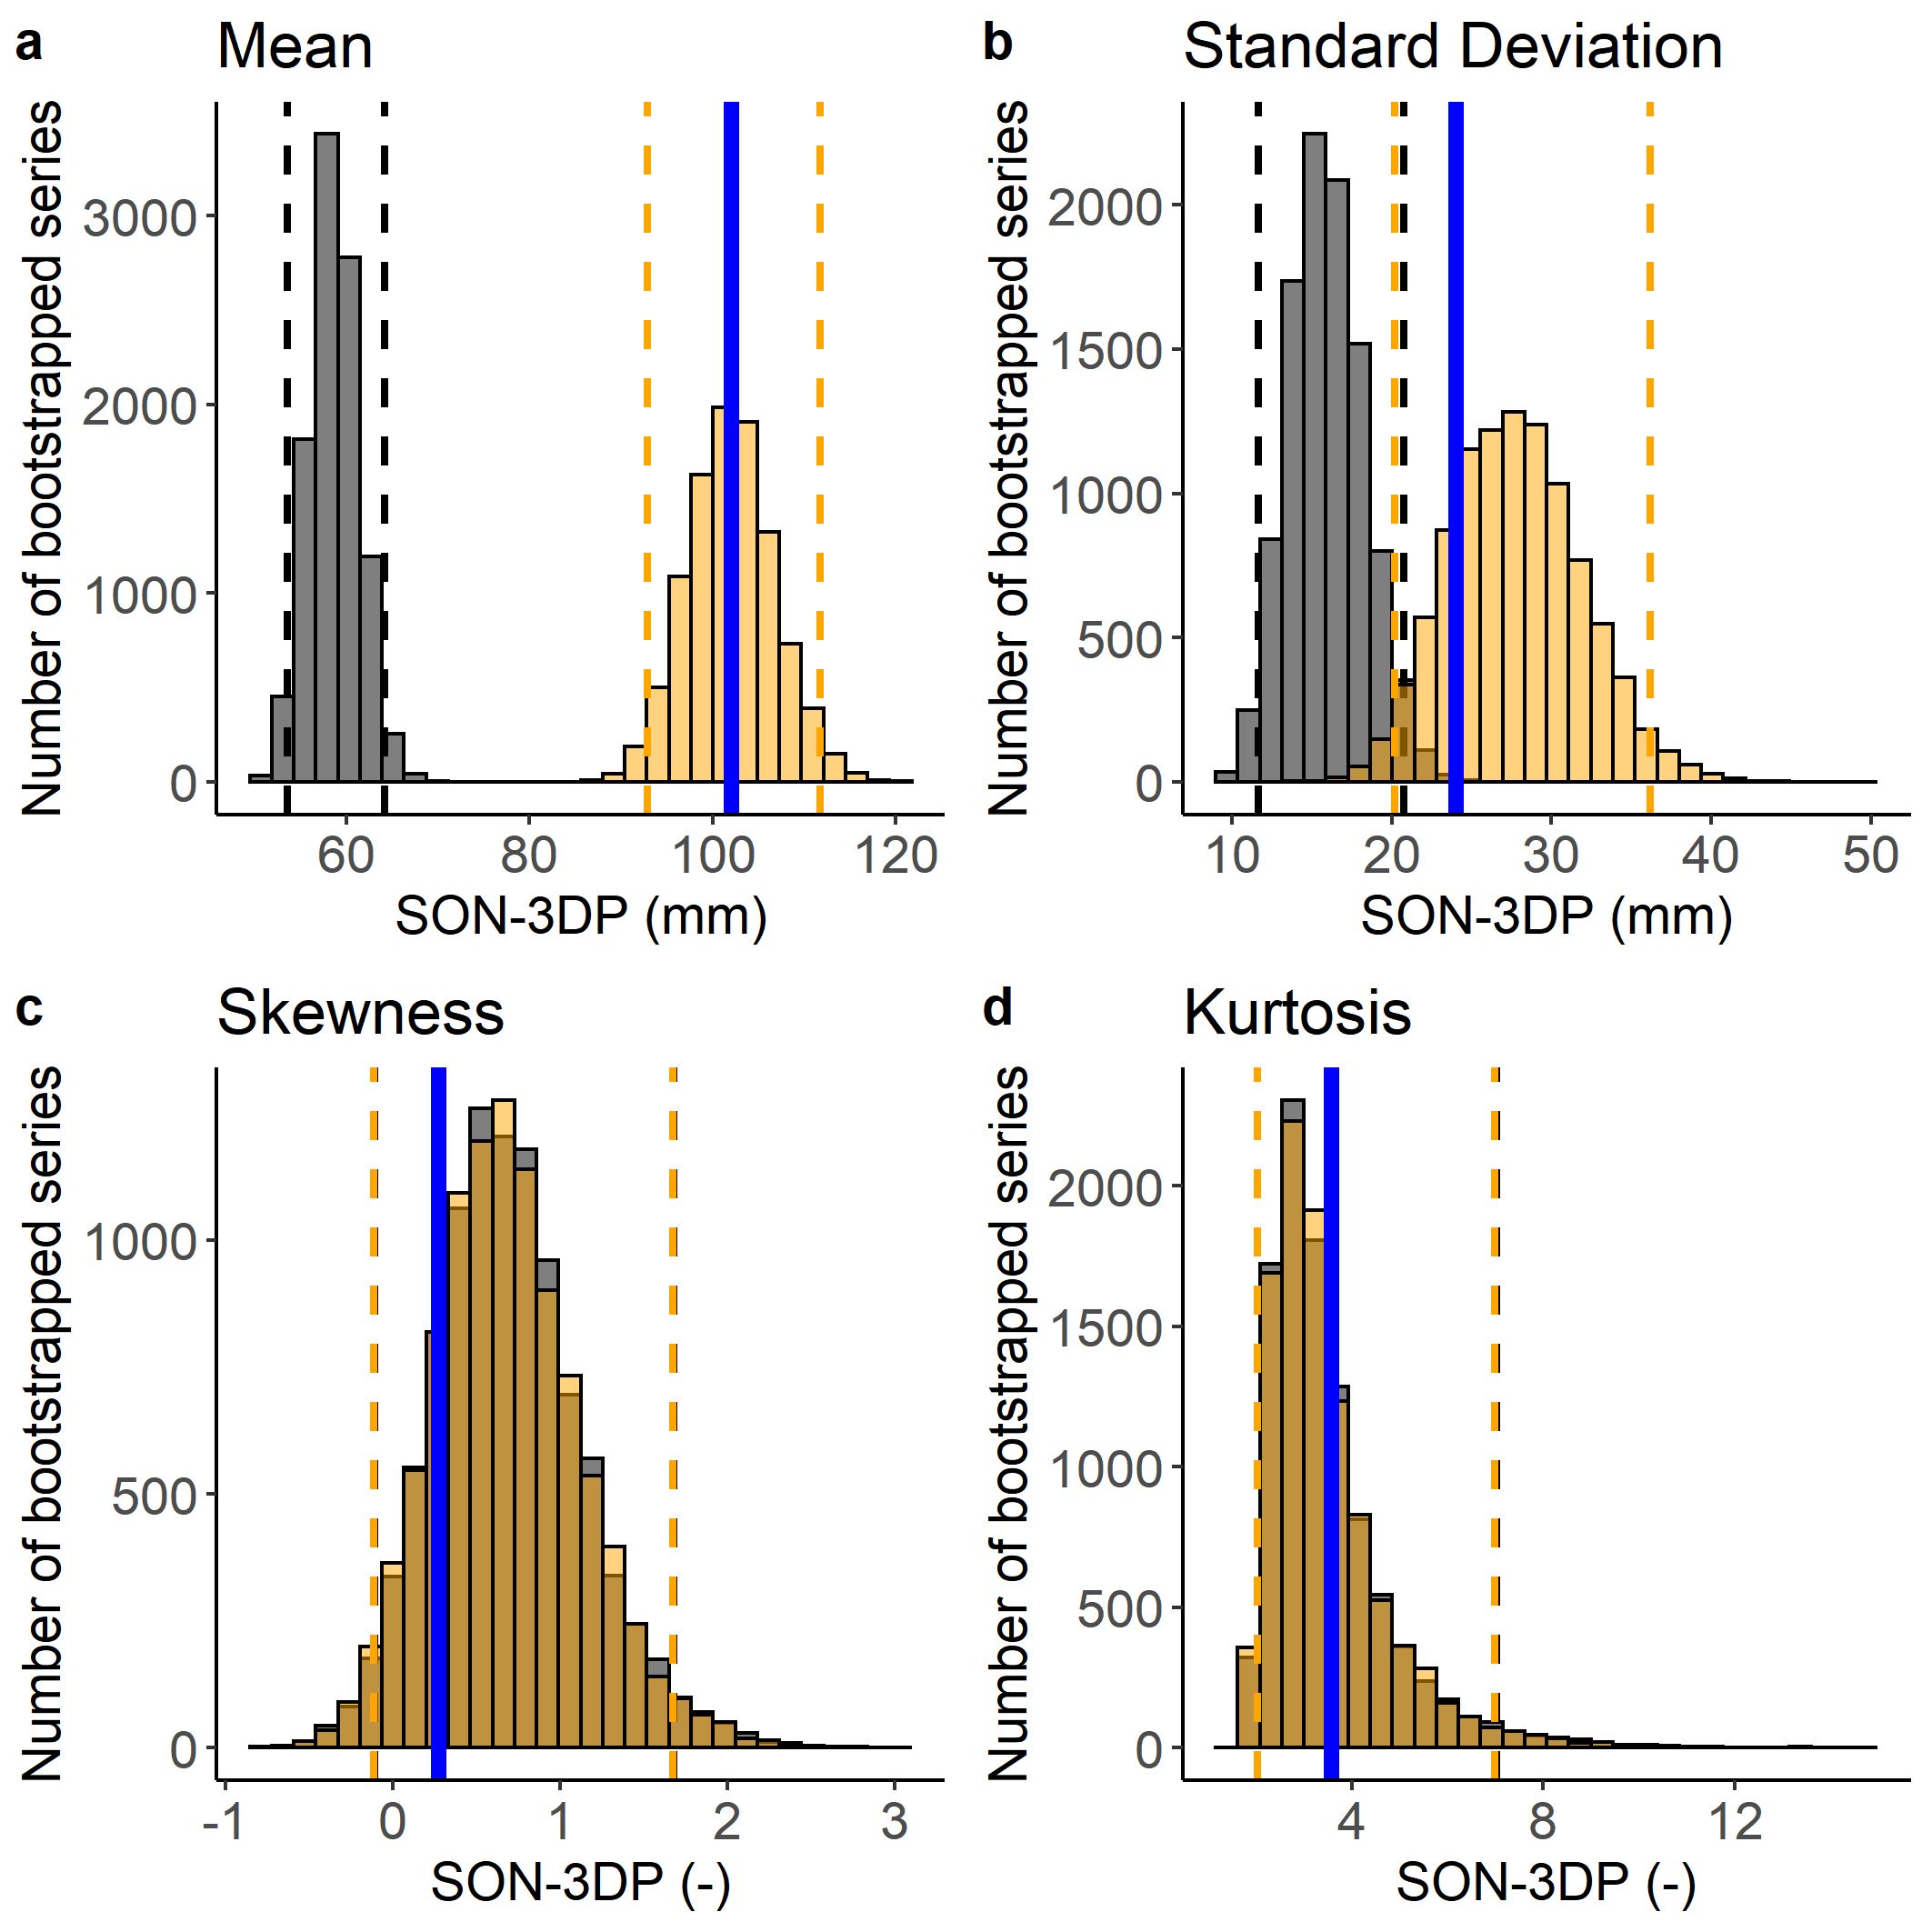 a Mean
Number of bootstrapped series
3000
2000
1000
0
60 80 100 120
SON-3DP (mm)
b Standard Deviation
Number of bootstrapped series
2000
1500
1000
500
0
10 20 30 40 50
SON-3DP (mm)
c Skewness
Number of bootstrapped series
1000
500
0
-1 0 1 2 3
SON-3DP (-)
d Kurtosis
Number of bootstrapped series
2000
1500
1000
500
0
4 8 12
SON-3DP (-)